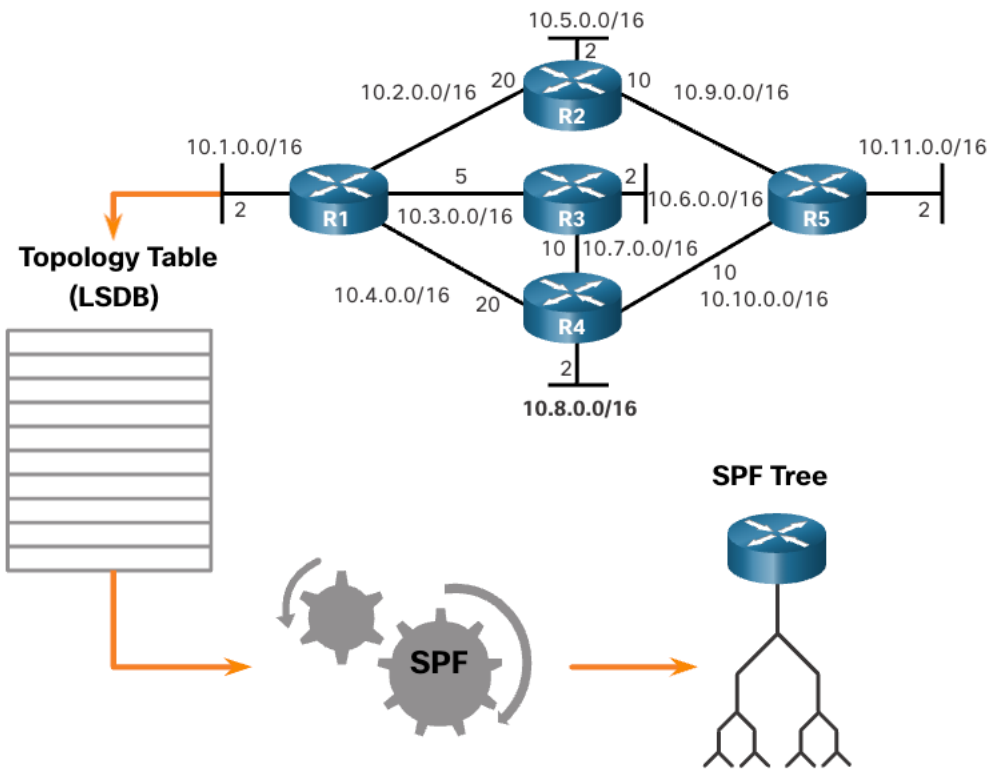 10.5.0.0/16
2
10.2.0.0/16
20
R2
10
10.9.0.0/16
10.1.0.0/16
2
R1
5
10.3.0.0/16
R3
2
10.6.0.0/16
R5
10.11.0.0/16
2
10
10.7.0.0/16
10.4.0.0/16
20
R4
10
10.10.0.0/16
2
10.8.0.0/16
Topology Table
(LSDB)
SPF
SPF Tree